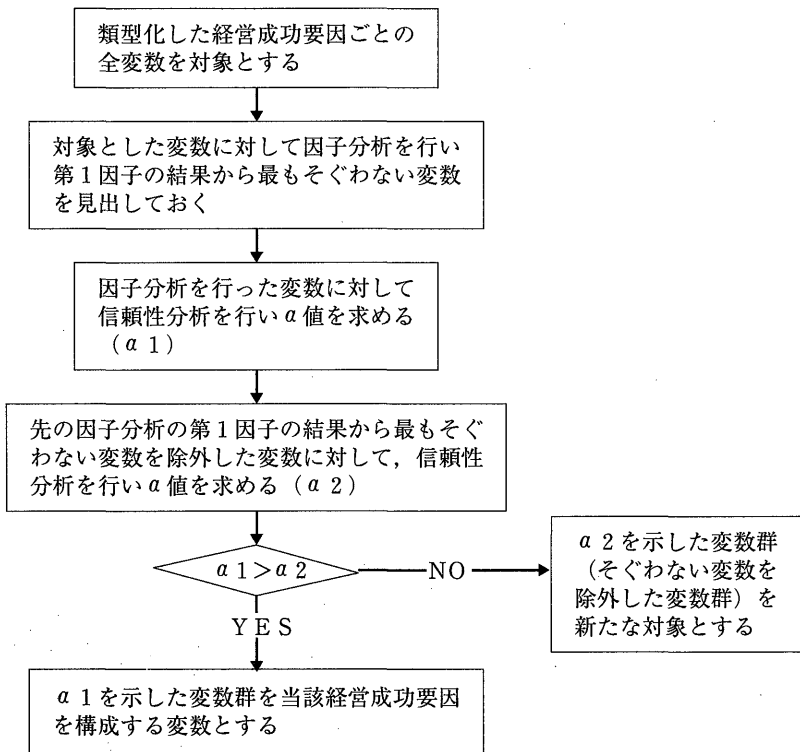 類型化した経営成功要因ごとの
全変数を対象とする
対象とした変数に対して因子分析を行い
第1因子の結果から最もそぐわない変数
を見出しておく
因子分析を行った変数に対して
信頼性分析を行いα値を求める
(α1)
先の因子分析の第1因子の結果から最もそぐ
わない変数を除外した変数に対して,信頼性
分析を行いα値を求める(α2)
α1>α2
NO
α2を示した変数群
(そぐわない変数を
除外した変数群)を
新たな対象とする
YES
α1を示した変数群を当該経営成功要因
を構成する変数とする